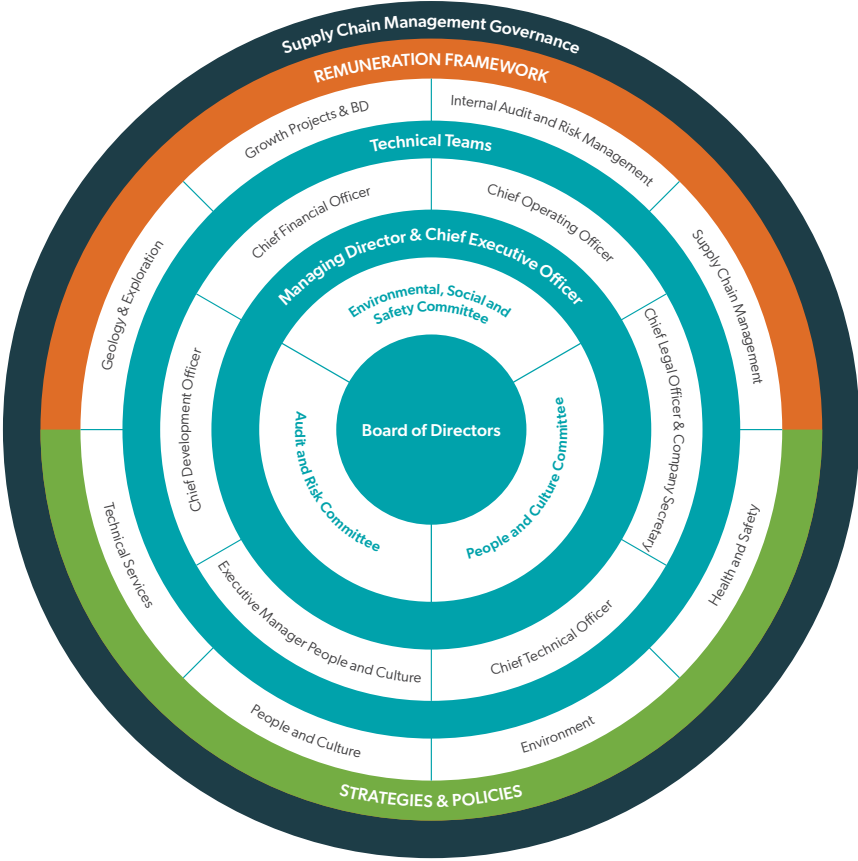 Supply Chain Management Governance
REMUNERATION FRAMEWORK
Growth Projects & BD
Internal Audit and Risk Management
Geology & Exploration
Supply Chain Management
Technical Services
Health and Safety
People and Culture
Environment
Technical Teams
Chief Financial Officer
Chief Operating Officer
Chief Development Officer
Chief Legal Officer & Company Secretary
Executive Manager People and Culture
Chief Technical Officer
Managing Director & Chief Executive Officer
Environmental, Social and
Safety Committee
Audit and Risk Committee
People and Culture Committee
Board of Directors
STRATEGIES & POLICIES